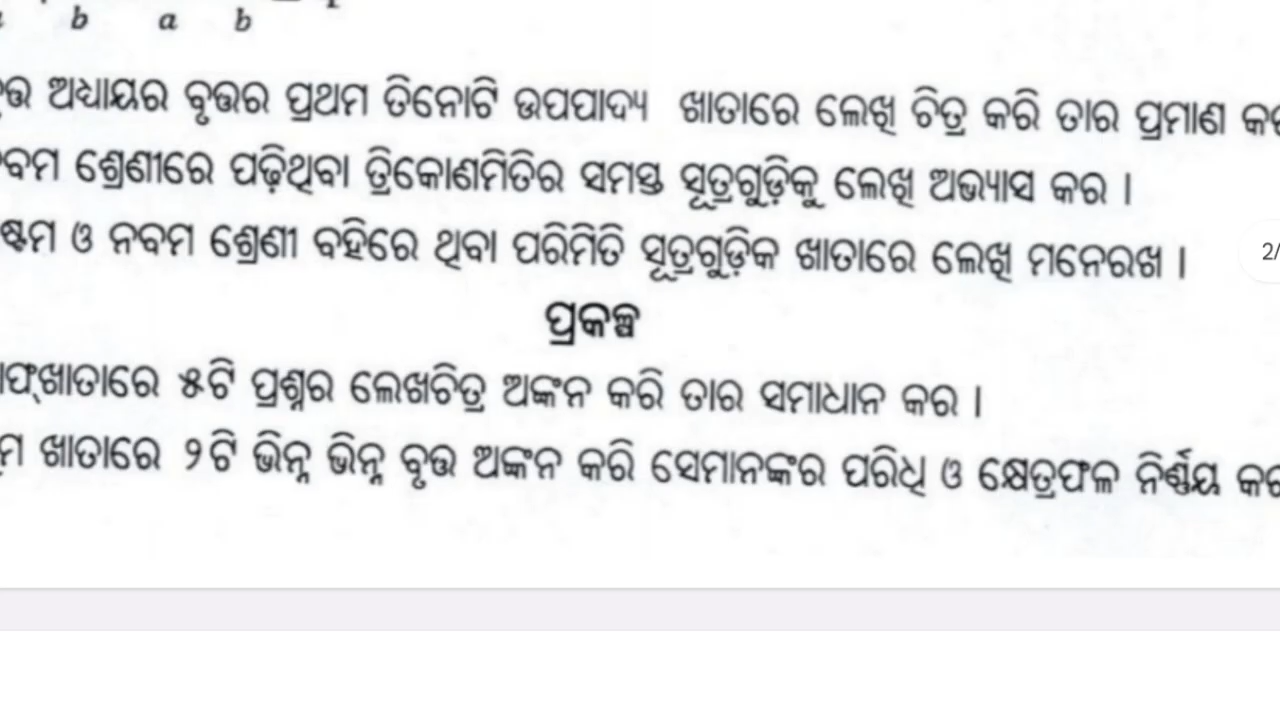 b a b
ବୃତ୍ତ ଅଧ୍ୟାୟର ବୃତ୍ତର ପ୍ରଥମ ତିନୋଟି ଉପପାଦ୍ୟ ଖାତାରେ ଲେଖି ଚିତ୍ର କରି ତାର ପ୍ରମାଣ
ନବମ ଶ୍ରେଣୀରେ ପଢ଼ିଥିବା ତ୍ରିକୋଣମିତିର ସମସ୍ତ ସୂତ୍ରଗୁଡ଼ିକୁ ଲେଖି ଅଭ୍ୟାସ କର ।
ଓ ନବମ ଶ୍ରେଣୀ ବହିରେ ଥିବା ପରିମିତି ସୂତ୍ରଗୁଡ଼ିକ ଖାତାରେ ଲେଖି ମନେରଖ ।
2/
ପ୍ରକଳ୍ପ
୫ଟି ପ୍ରଶ୍ନର ଲେଖଚିତ୍ର ଅଙ୍କନ କରି ତାର ସମାଧାନ କର ।
ଖାତାରେ ୨ଟି ଭିନ୍ନ ଭିନ୍ନ ବୃତ୍ତ ଅଙ୍କନ କରି ସେମାନଙ୍କର ପରିଧି ଓ କ୍ଷେତ୍ରଫଳ ନିର୍ଣ୍ଣୟ